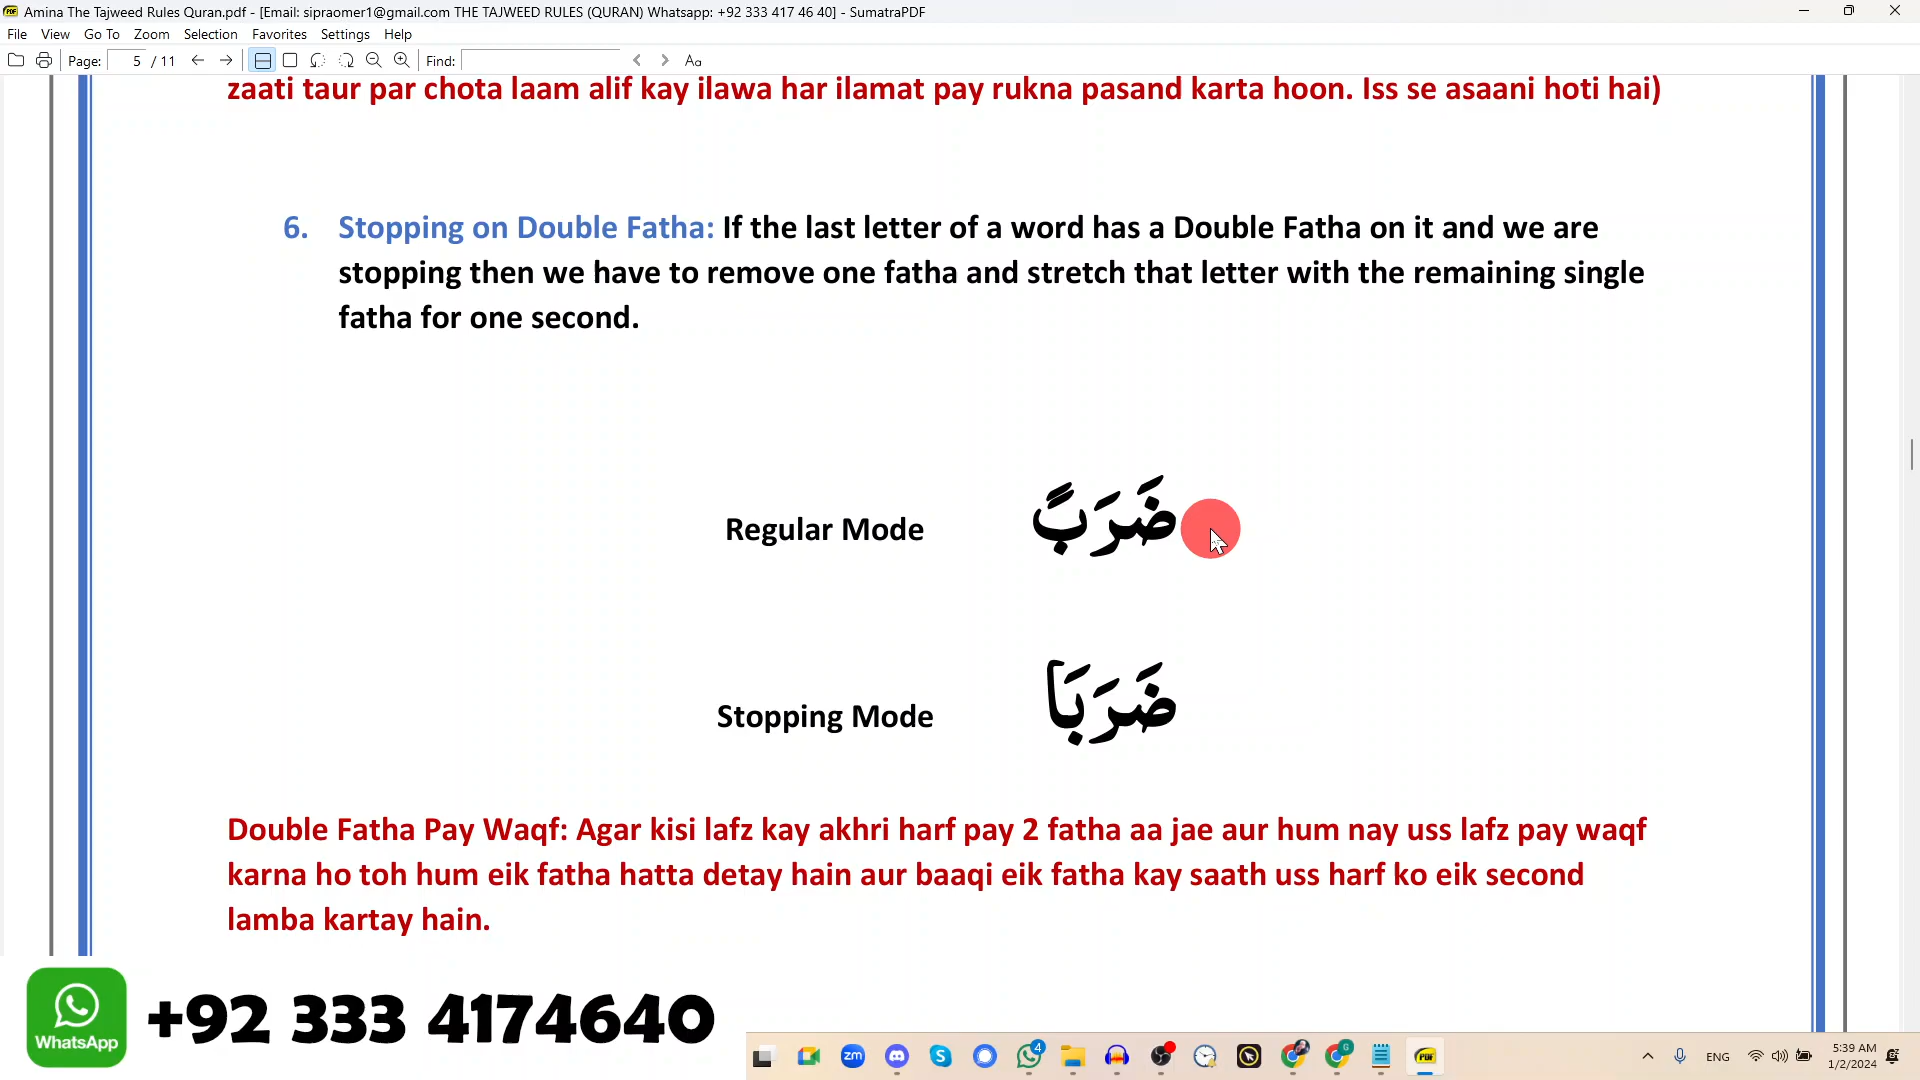 Amina The Tajweed Rules Quran.pdf - [Email: sipraomer1@gmail.com THE TAJWEED RULES (QURAN) Whatsapp: +92 333 417 46 40] - SumatraPDF
File View Go To Zoom Selection Favorites Settings Help
Page: 5 / 11 Find: Aa
zaati taur par chota laam alif kay ilawa har ilamat pay rukna pasand karta hoon. Iss se asaani hoti hai)
6. Stopping on Double Fatha: If the last letter of a word has a Double Fatha on it and we are
stopping then we have to remove one fatha and stretch that letter with the remaining single
fatha for one second.
Regular Mode ضَرَبً
Stopping Mode ضَرَبَا
Double Fatha Pay Waqf: Agar kisi lafz kay akhri harf pay 2 fatha aa jae aur hum nay uss lafz pay waqf
karna ho toh hum eik fatha hatta detay hain aur baaqi eik fatha kay saath uss harf ko eik second
lamba kartay hain.
WhatsApp +92 333 4174640
zm 4 G PDF ENG 5:39 AM
1/2/2024